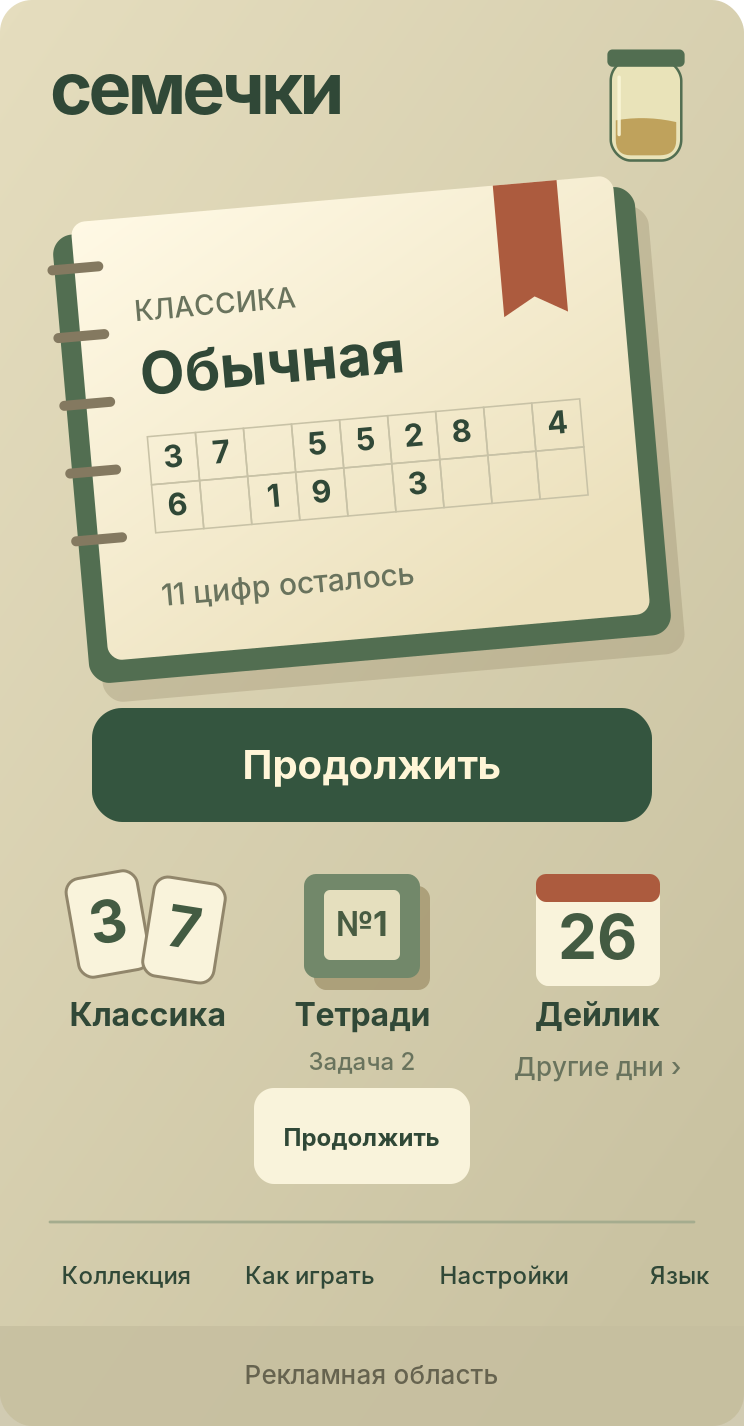 семечки
КЛАССИКА
Обычная
3 7 5 5 2 8 4
6 1 9 3
11 цифр осталось
Продолжить
3 7 №1 26
Классика Тетради Дейлик
Задача 2 Другие дни ›
Продолжить
Коллекция Как играть Настройки Язык
Рекламная область